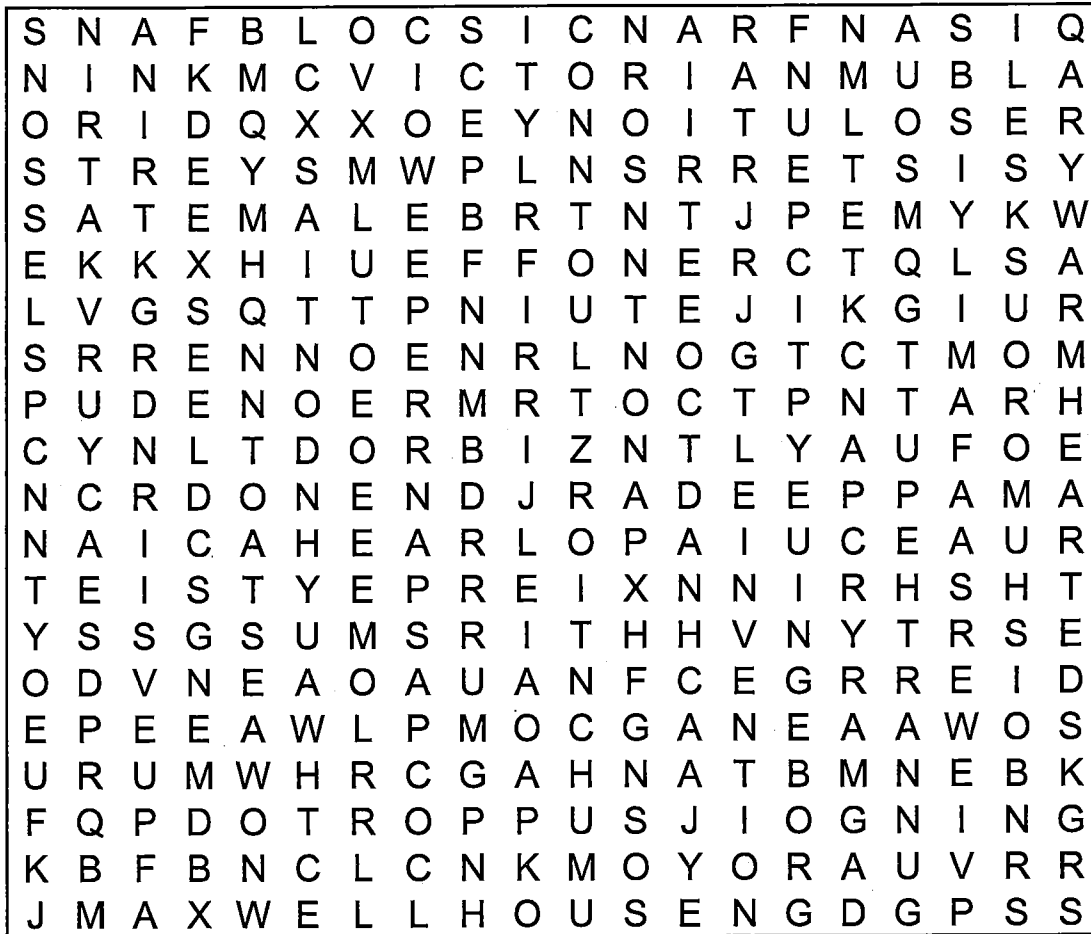 S N A F B L O C S I C N A R F N A S I Q
N I N K M C V I C T O R I A N M U B L A
O R I D Q X X O E Y N O I T U L O S E R
S T R E Y S M W P L N S R R E T S I S Y
S A T E M A L E B R T N T J P E M Y K W
E K K X H I U E F F O N E R C T Q L S A
L V G S Q T T P N I U T E J I K G I U R
S R R E N N O E N R L N O G T C T M O M
P U D E N O E R M R T O C T P N T A R H
C Y N L T D O R B I Z N T L Y A U F O E
N C R D O N E N D J R A D E E P P A M A
N A I C A H E A R L O P A I U C E A U R
T E I S T Y E P R E I X N N I R H S H T
Y S S G S U M S R I T H H V N Y T R S E
O D V N E A O A U A N F C E G R R E I D
E P E E A W L P M O C G A N E A A W O S
U R U M W H R C G A H N A T B M N E B K
F Q P D O T R O P P U S J I O G N I N G
K B F B N C L C N K M O Y O R A U V R R
J M A X W E L L H O U S E N G D G P S S